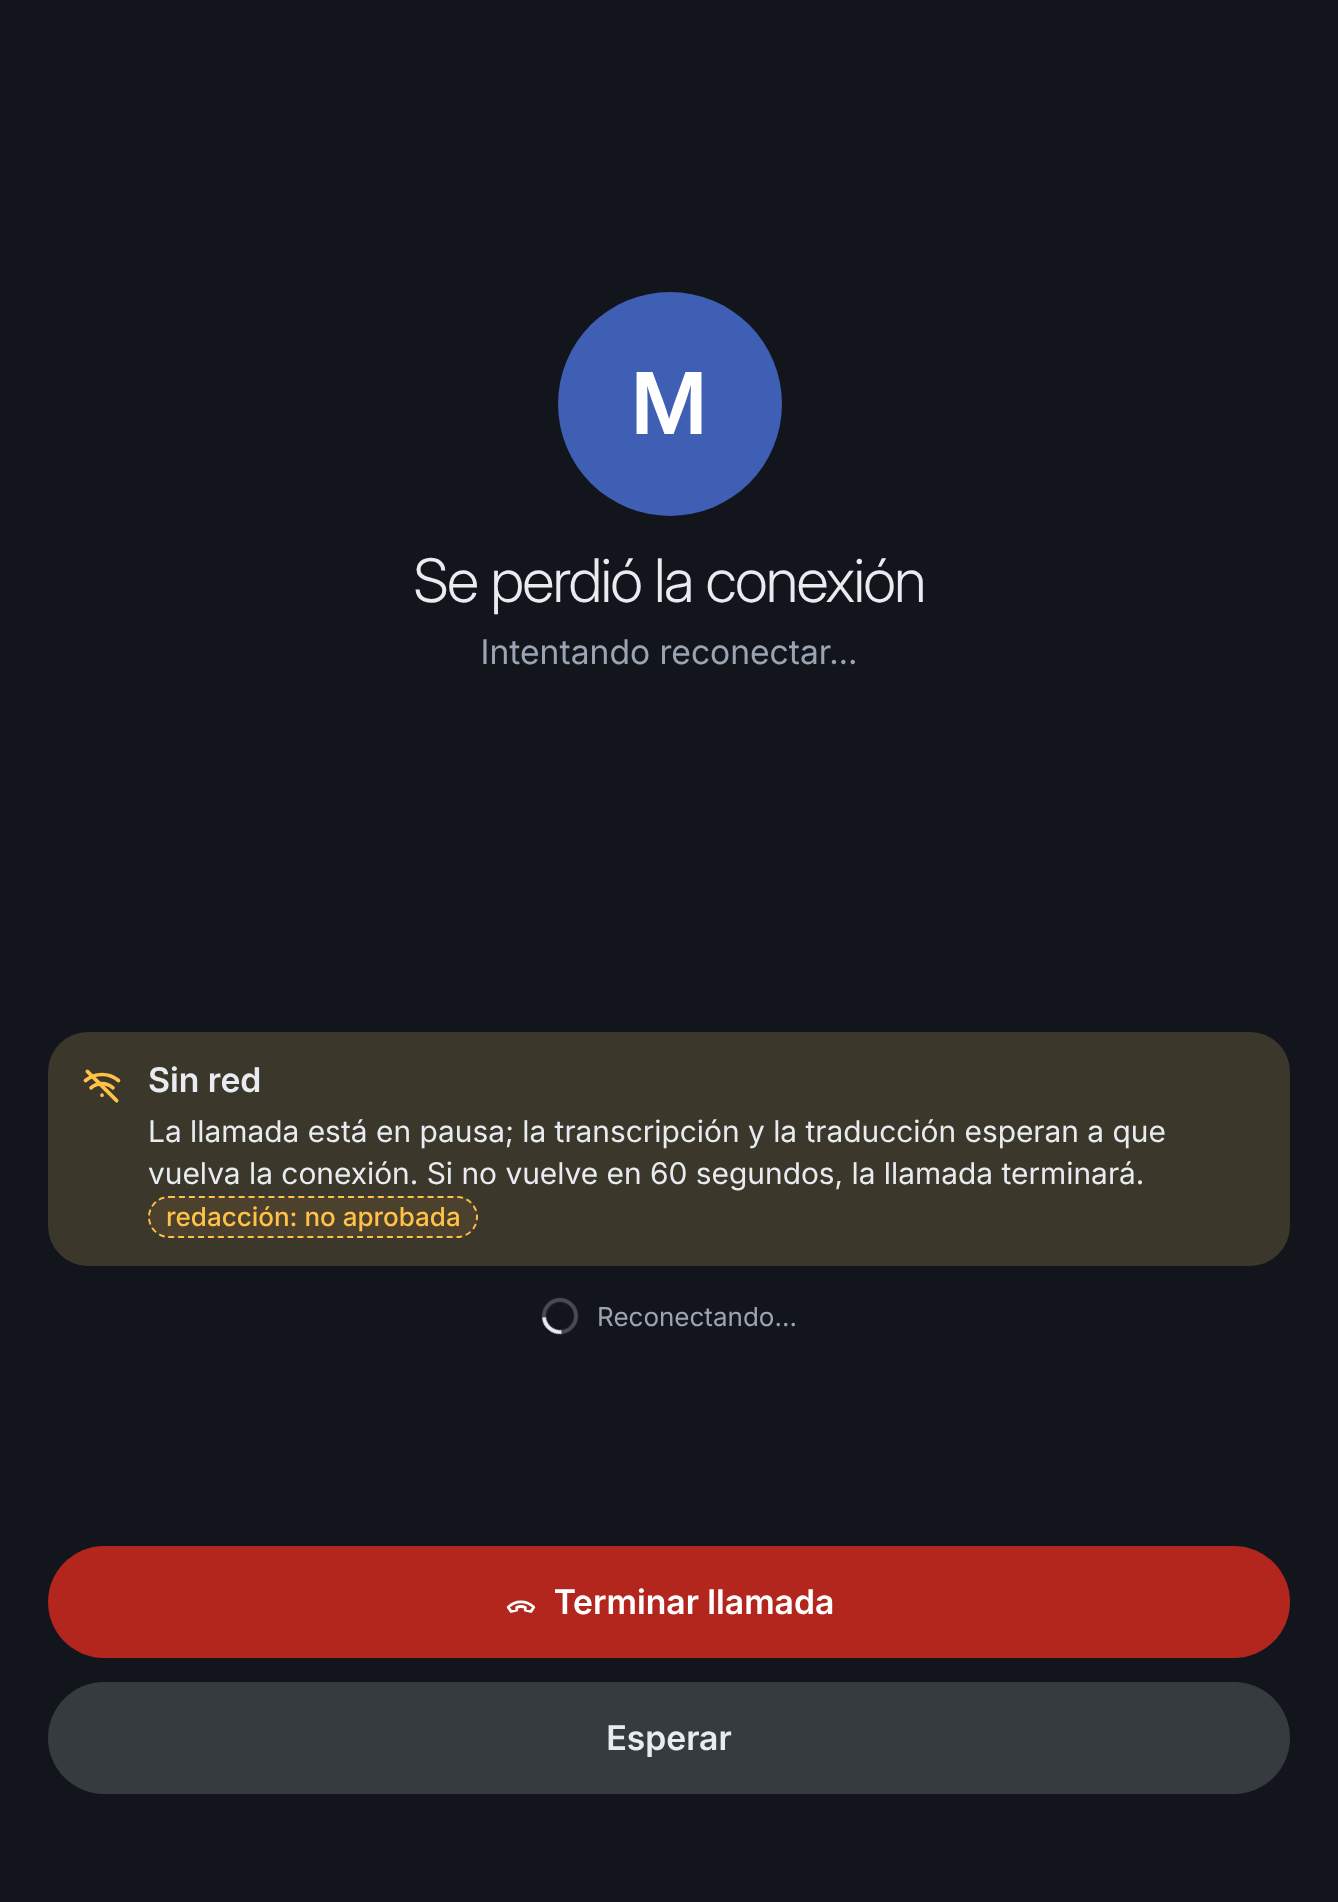 M
Se perdió la conexión
Intentando reconectar...
Sin red
La llamada está en pausa; la transcripción y la traducción esperan a que
vuelva la conexión. Si no vuelve en 60 segundos, la llamada terminará.
redacción: no aprobada
Reconectando...
Terminar llamada
Esperar